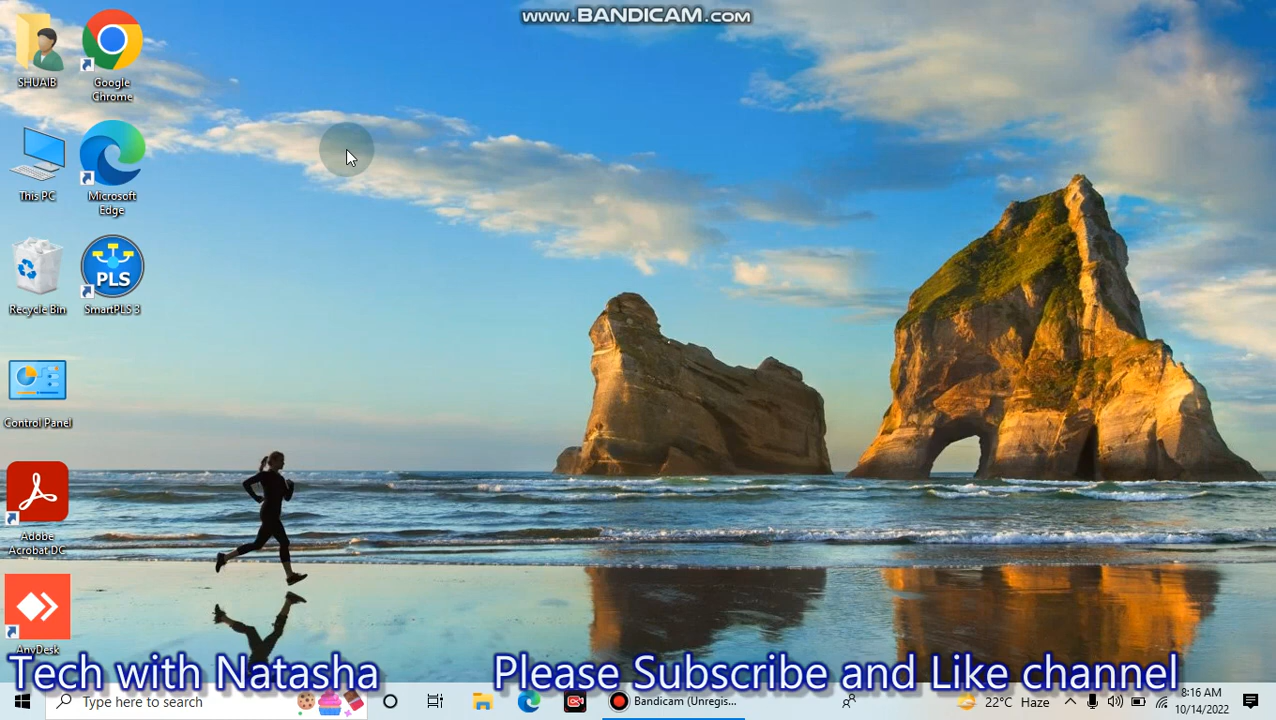 www.BANDICAM.com
SHUAIB
Google
Chrome
This PC
Microsoft
Edge
Recycle Bin
PLS
SmartPLS 3
Control Panel
Adobe
Acrobat DC
AnyDesk
Tech with Natasha
Please Subscribe and Like channel
Type here to search
Bandicam (Unregis...
22°C Haze
8:16 AM
10/14/2022